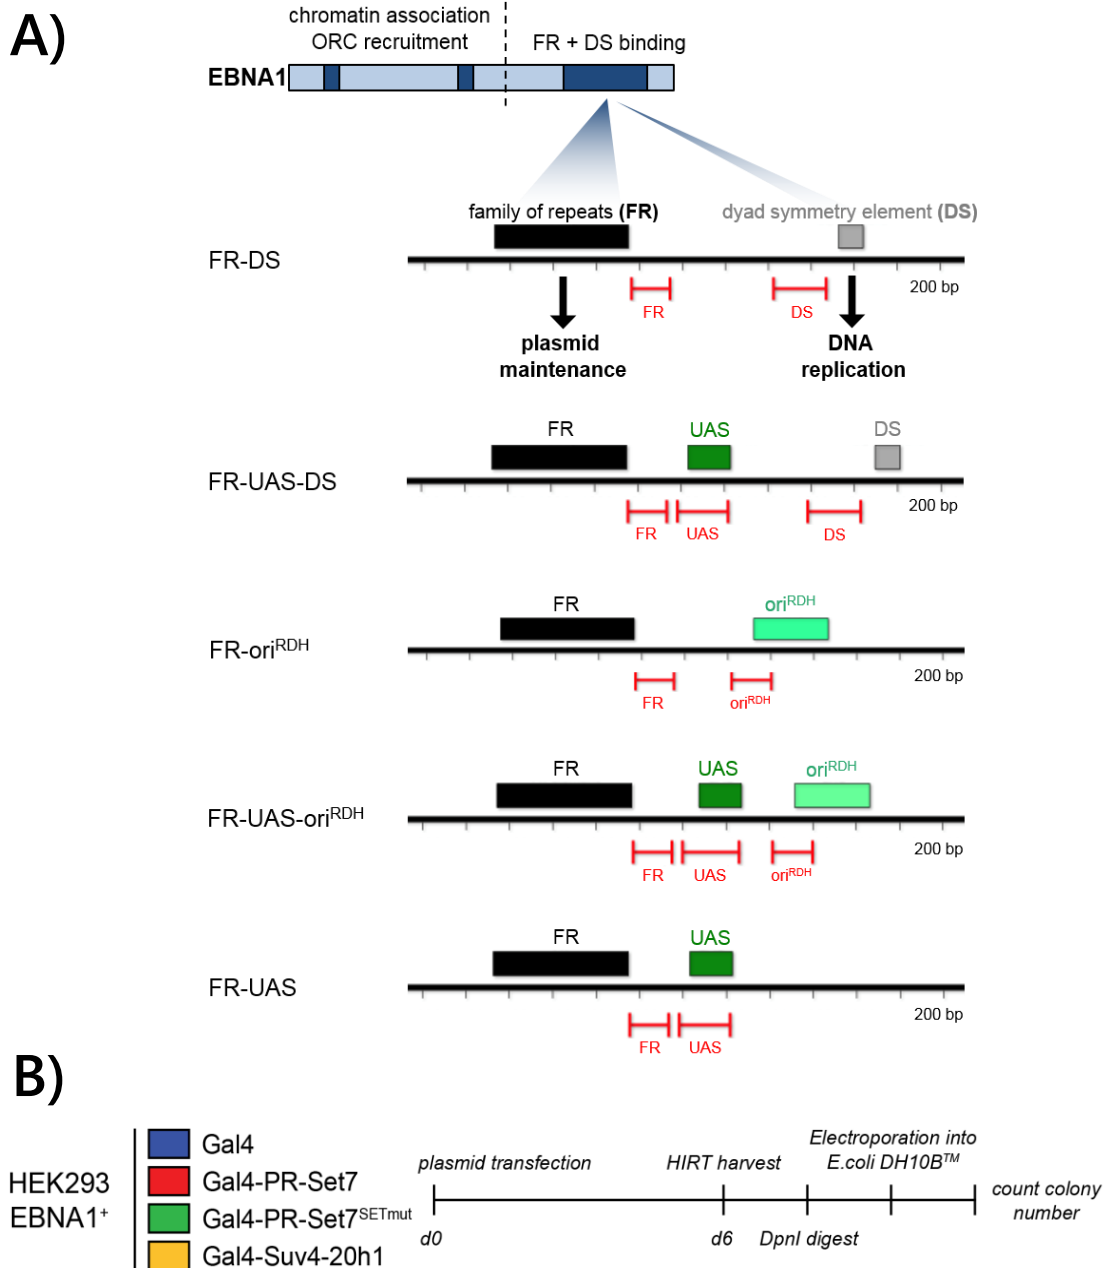 A)
chromatin association
ORC recruitment
FR + DS binding
EBNA1
family of repeats (FR)
dyad symmetry element (DS)
FR-DS
200 bp
FR
DS
plasmid
maintenance
DNA
replication
FR
UAS
DS
FR-UAS-DS
200 bp
FR
UAS
DS
FR
oriRDH
FR-oriRDH
200 bp
FR
oriRDH
FR
UAS
oriRDH
FR-UAS-oriRDH
200 bp
FR
UAS
oriRDH
FR
UAS
FR-UAS
200 bp
FR
UAS
B)
HEK293
EBNA1+
Gal4
Gal4-PR-Set7
Gal4-PR-Set7SETmut
Gal4-Suv4-20h1
plasmid transfection
HIRT harvest
Electroporation into
E.coli DH10BTM
count colony
number
d0
d6
DpnI digest